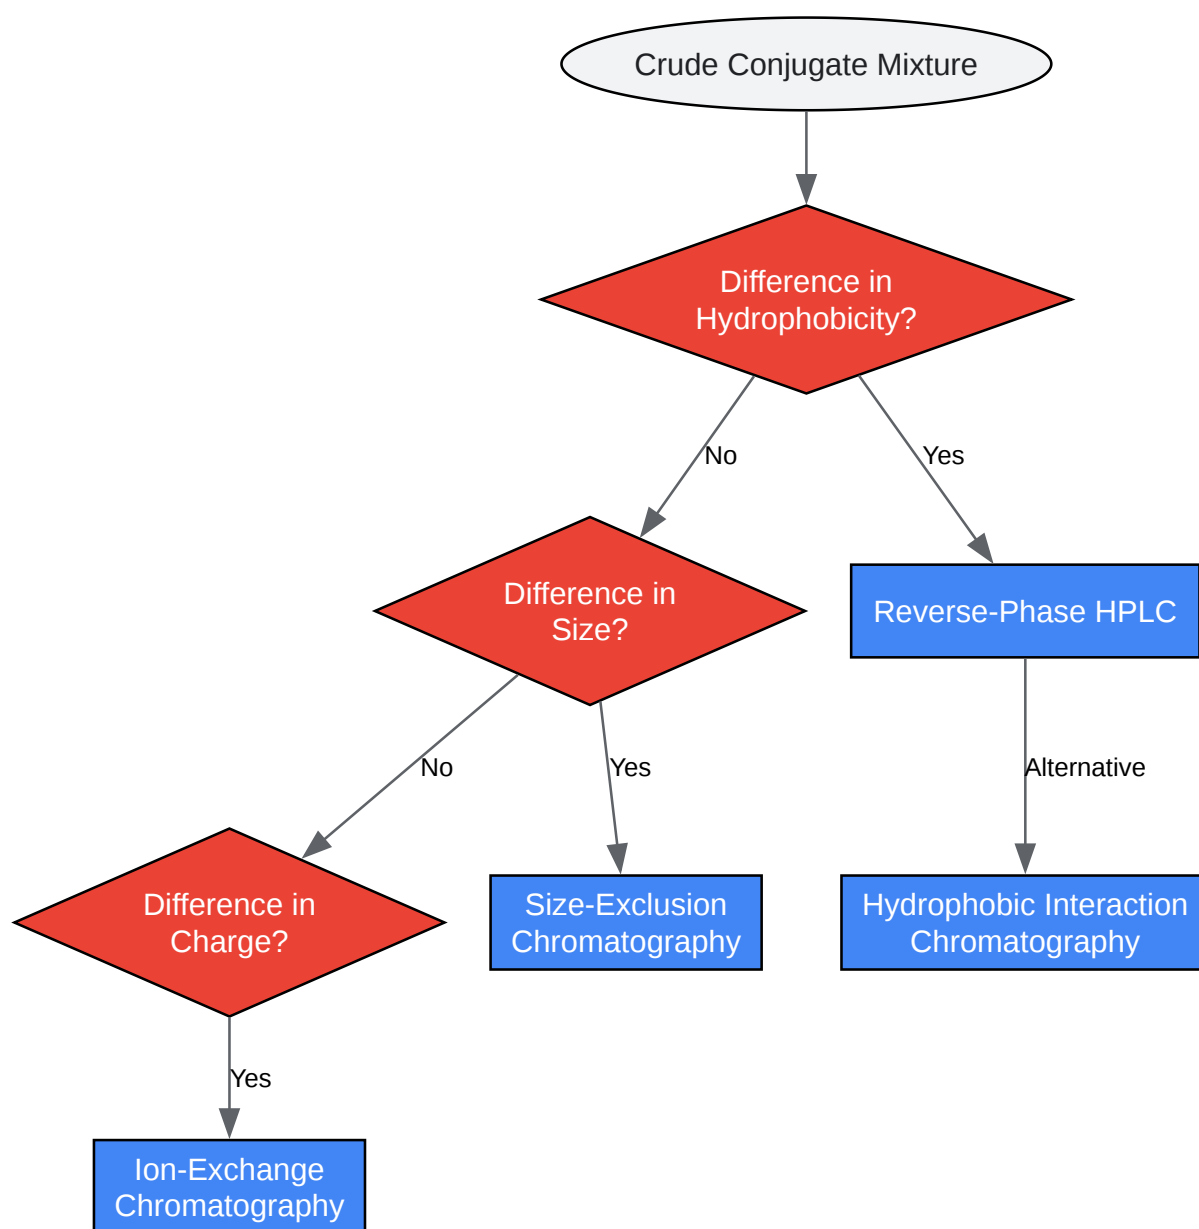 Crude Conjugate Mixture
Difference in
Hydrophobicity?
No
Yes
Difference in
Size?
Reverse-Phase HPLC
No
Yes
Alternative
Difference in
Charge?
Size-Exclusion
Chromatography
Hydrophobic Interaction
Chromatography
Yes
Ion-Exchange
Chromatography